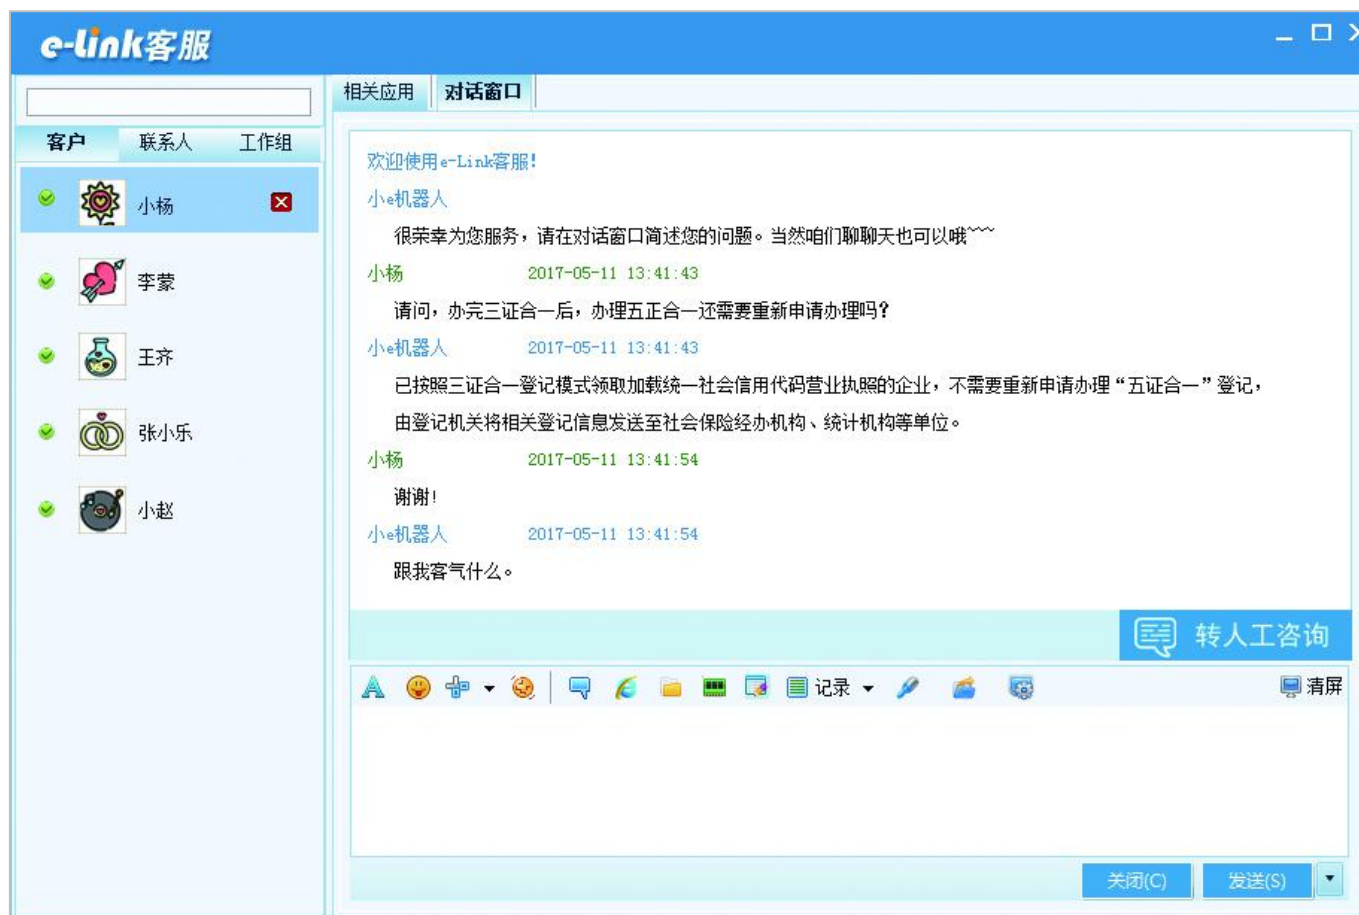 e-link客服
相关应用 对话窗口
客户 联系人 工作组
小杨
李蒙
王齐
张小乐
小赵
欢迎使用e-Link客服!
小e机器人
很荣幸为您服务，请在对话窗口简述您的问题。当然咱们聊聊天也可以哦~~~
小杨 2017-05-11 13:41:43
请问，办完三证合一后，办理五正合一还需要重新申请办理吗?
小e机器人 2017-05-11 13:41:43
已按照三证合一登记模式领取加载统一社会信用代码营业执照的企业，不需要重新申请办理“五证合一”登记，
由登记机关将相关登记信息发送至社会保险经办机构、统计机构等单位。
小杨 2017-05-11 13:41:54
谢谢!
小e机器人 2017-05-11 13:41:54
跟我客气什么。
转人工咨询
记录 清屏
关闭(C) 发送(S)